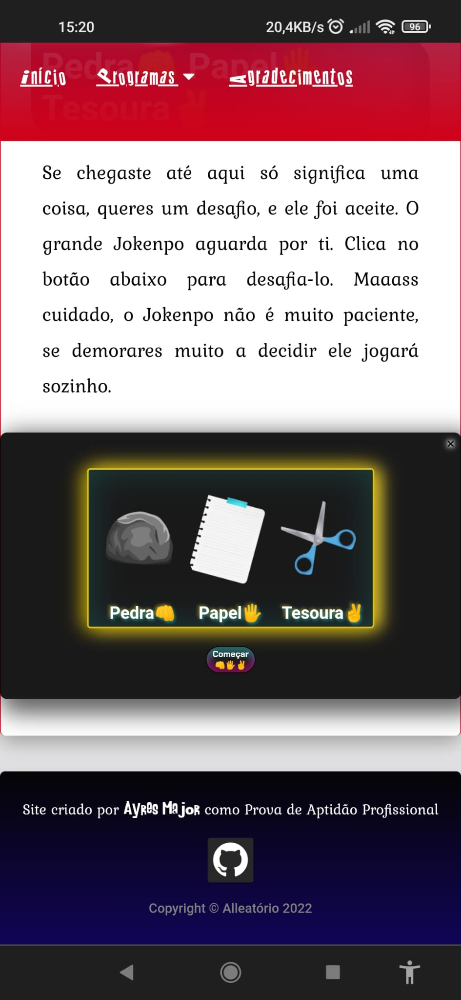 15:20 20,4KB/s 96
Pedra👊 Papel🖐
Tesoura✌
início Programas Agradecimentos
Se chegaste até aqui só significa uma
coisa, queres um desafio, e ele foi aceite. O
grande Jokenpo aguarda por ti. Clica no
botão abaixo para desafia-lo. Maaass
cuidado, o Jokenpo não é muito paciente,
se demorares muito a decidir ele jogará
sozinho.
Pedra👊 Papel🖐 Tesoura✌
Começar
👊🖐✌
Site criado por Ayres Major como Prova de Aptidão Profissional
Copyright © Alleatório 2022